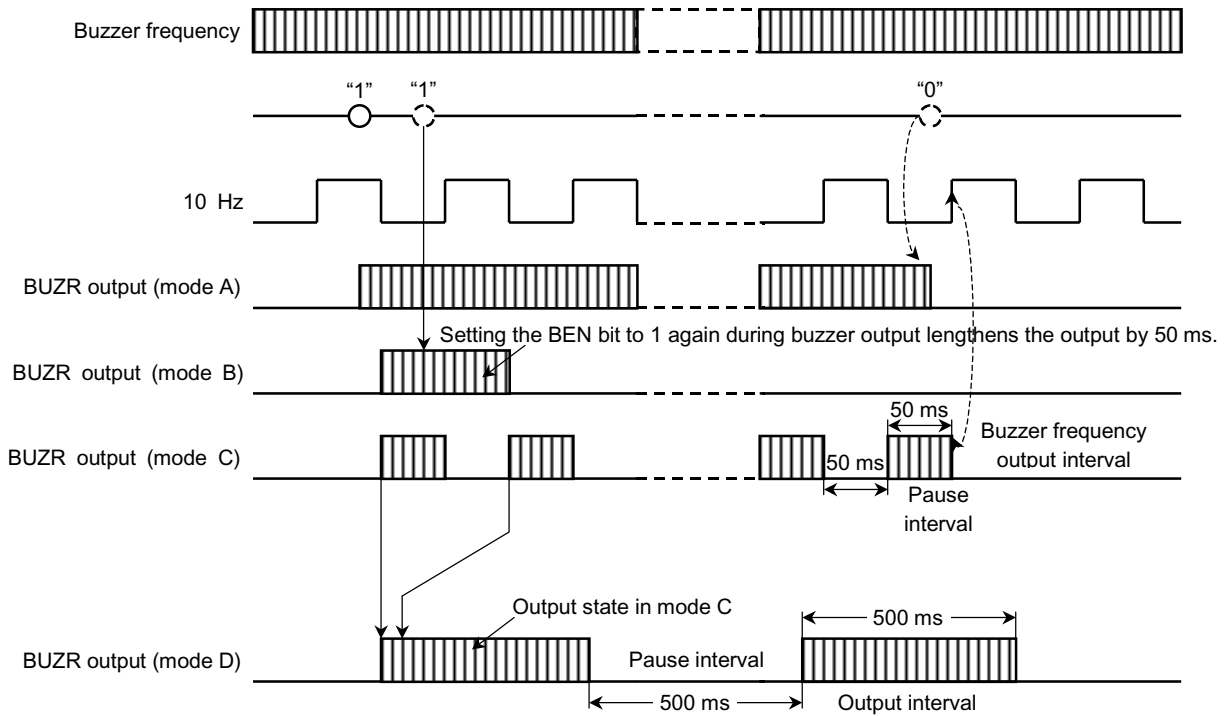 Buzzer frequency
“1” “1” “0”
10 Hz
BUZR output (mode A)
Setting the BEN bit to 1 again during buzzer output lengthens the output by 50 ms.
BUZR output (mode B)
50 ms
Buzzer frequency
output interval
BUZR output (mode C)
50 ms
Pause
interval
Output state in mode C
500 ms
BUZR output (mode D)
Pause interval
500 ms
Output interval